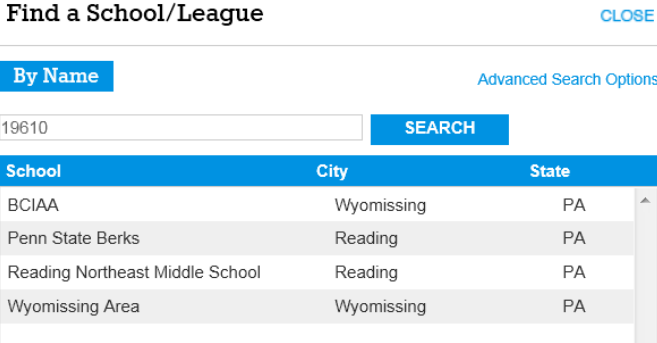 Find a School/League CLOSE
By Name Advanced Search Options
19610 SEARCH
School City State
BCIAA Wyomissing PA
Penn State Berks Reading PA
Reading Northeast Middle School Reading PA
Wyomissing Area Wyomissing PA